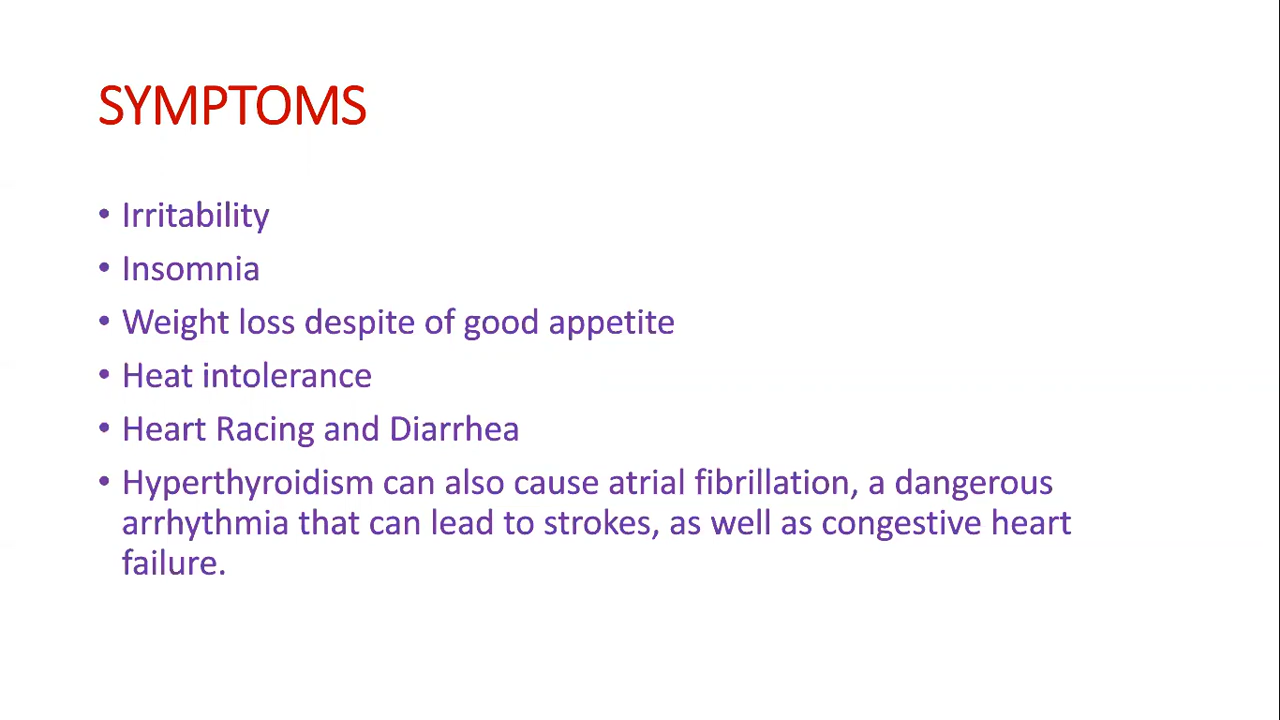 SYMPTOMS
• Irritability
• Insomnia
• Weight loss despite of good appetite
• Heat intolerance
• Heart Racing and Diarrhea
• Hyperthyroidism can also cause atrial fibrillation, a dangerous
arrhythmia that can lead to strokes, as well as congestive heart
failure.